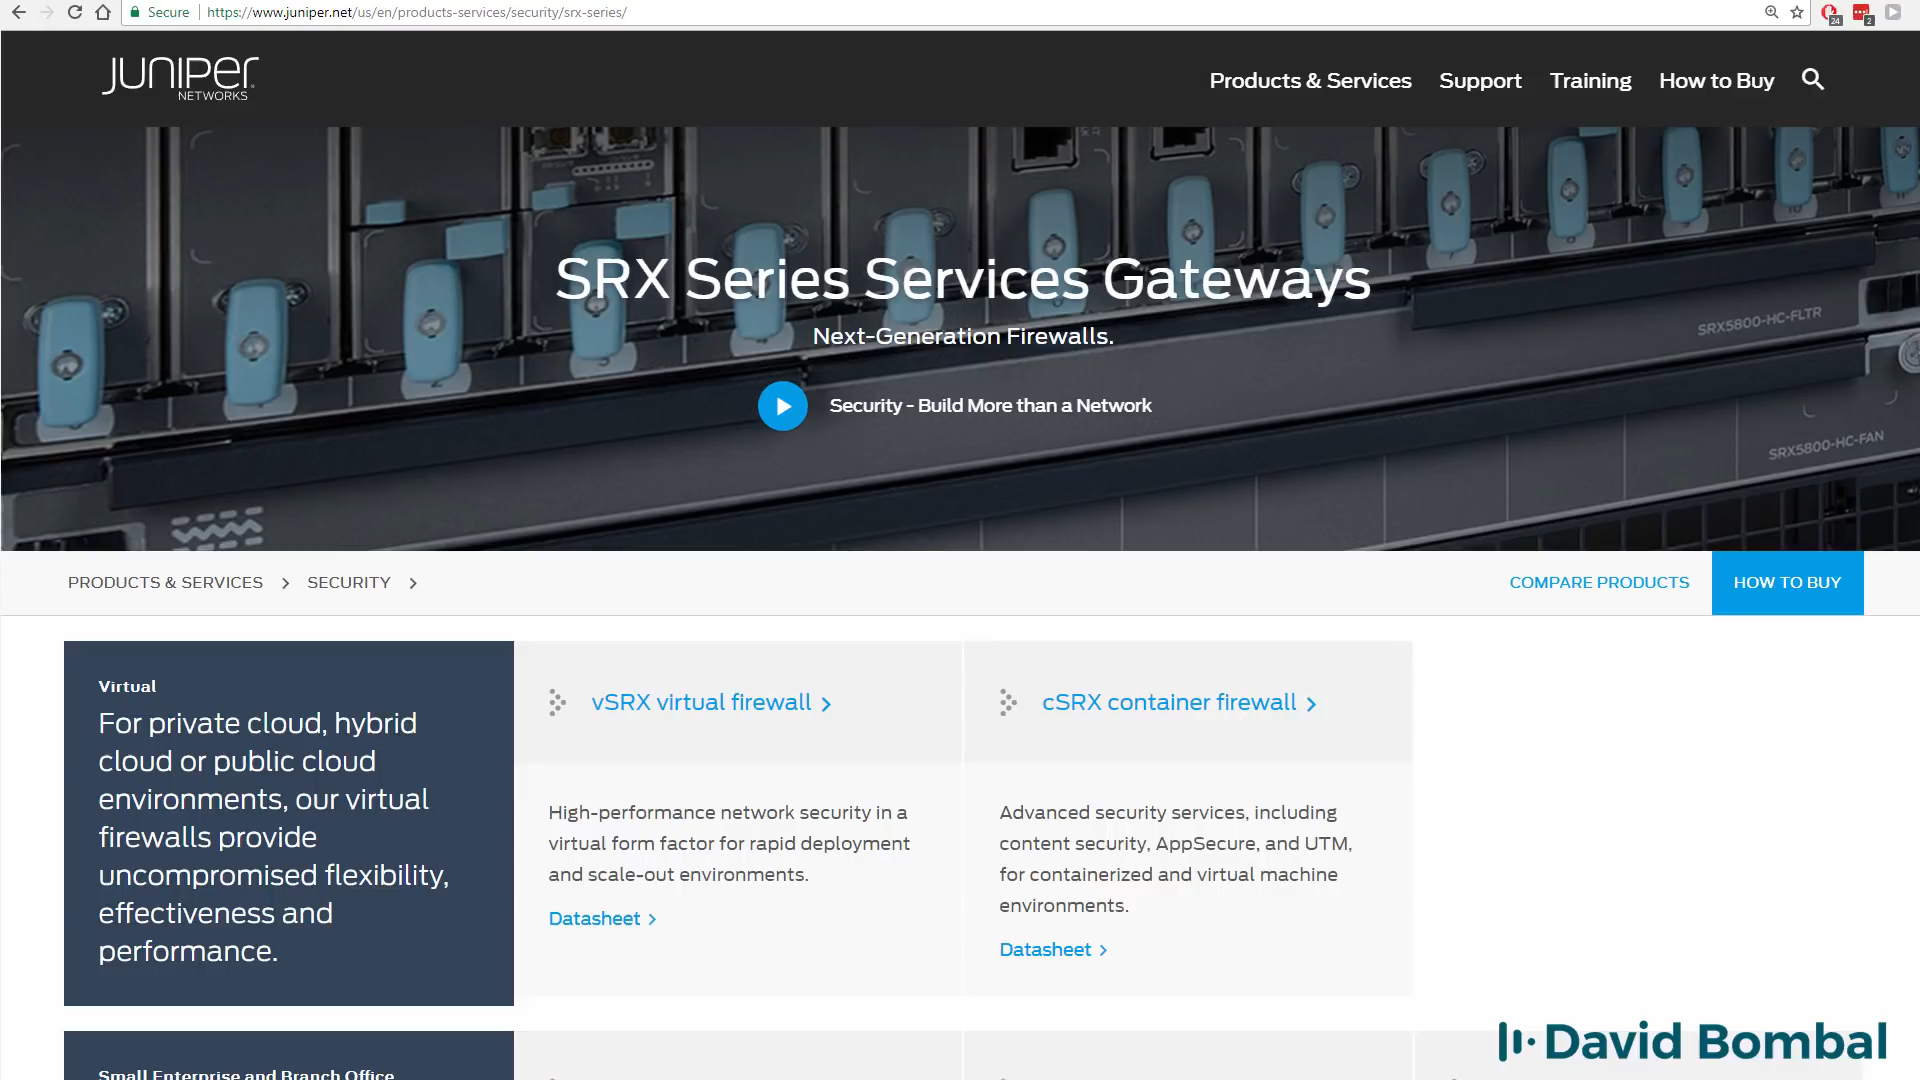 Secure https://www.juniper.net/us/en/products-services/security/srx-series/
24
2
JUNIPEr
NETWORKS
Products & Services Support Training How to Buy
SRX Series Services Gateways
Next-Generation Firewalls.
SRX5800-HC-FLTR
Security - Build More than a Network
SRX5800-HC-FAN
PRODUCTS & SERVICES SECURITY COMPARE PRODUCTS HOW TO BUY
Virtual
For private cloud, hybrid
cloud or public cloud
environments, our virtual
firewalls provide
uncompromised flexibility,
effectiveness and
performance.
vSRX virtual firewall
High-performance network security in a
virtual form factor for rapid deployment
and scale-out environments.
Datasheet
cSRX container firewall
Advanced security services, including
content security, AppSecure, and UTM,
for containerized and virtual machine
environments.
Datasheet
Small Enterprise and Branch Office
David Bombal